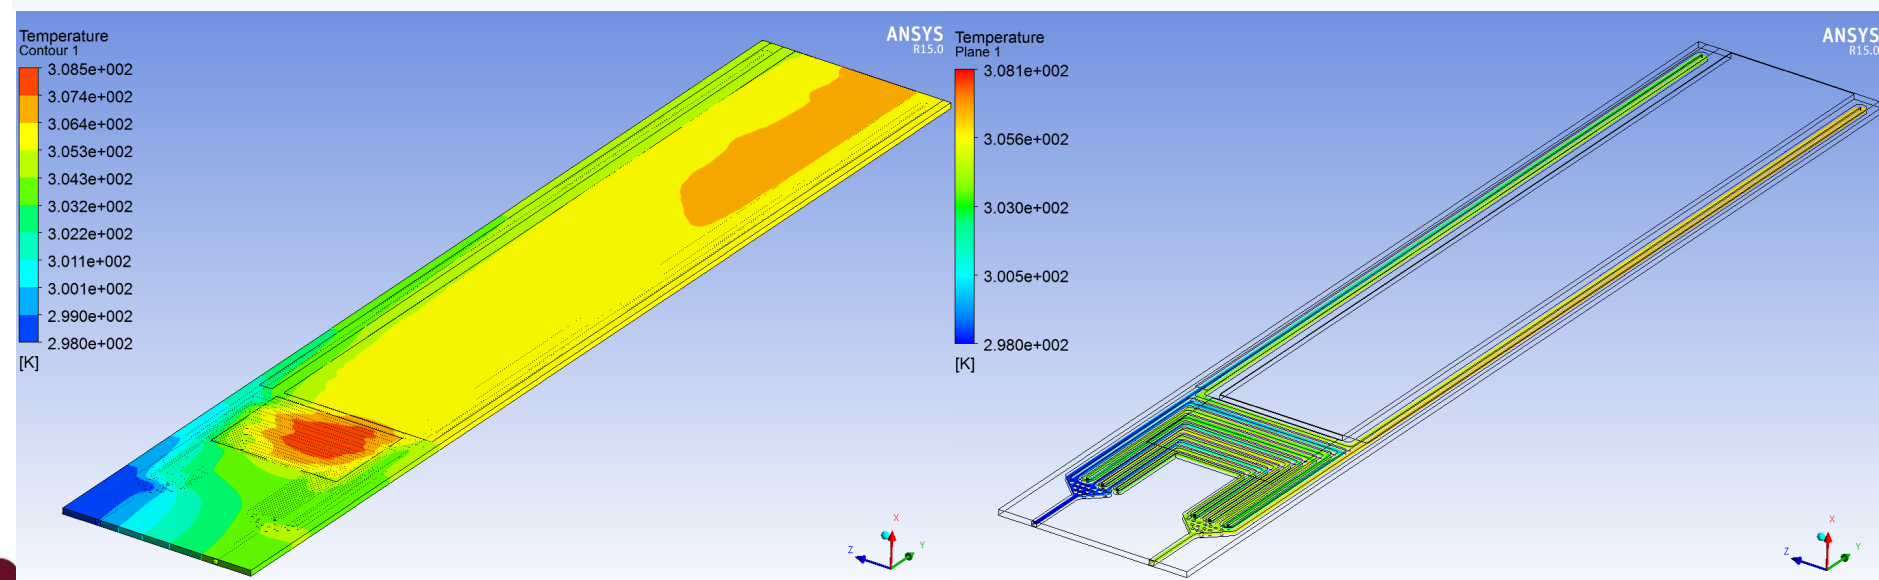 Temperature
Contour 1
3.085e+002
3.074e+002
3.064e+002
3.053e+002
3.043e+002
3.032e+002
3.022e+002
3.011e+002
3.001e+002
2.990e+002
2.980e+002
[K]
ANSYS
R15.0
X
Y
Z
Temperature
Plane 1
3.081e+002
3.056e+002
3.030e+002
3.005e+002
2.980e+002
[K]
ANSYS
R15.0
X
Y
Z